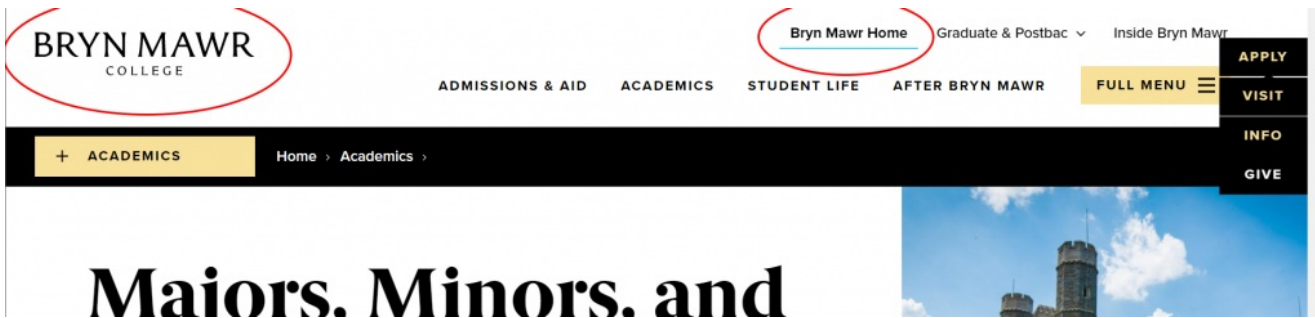 BRYN MAWR
COLLEGE
Bryn Mawr Home
Graduate & Postbac
Inside Bryn Mawr
ADMISSIONS & AID
ACADEMICS
STUDENT LIFE
AFTER BRYN MAWR
FULL MENU
APPLY
VISIT
INFO
GIVE
+ ACADEMICS
Home › Academics ›
Majors, Minors, and